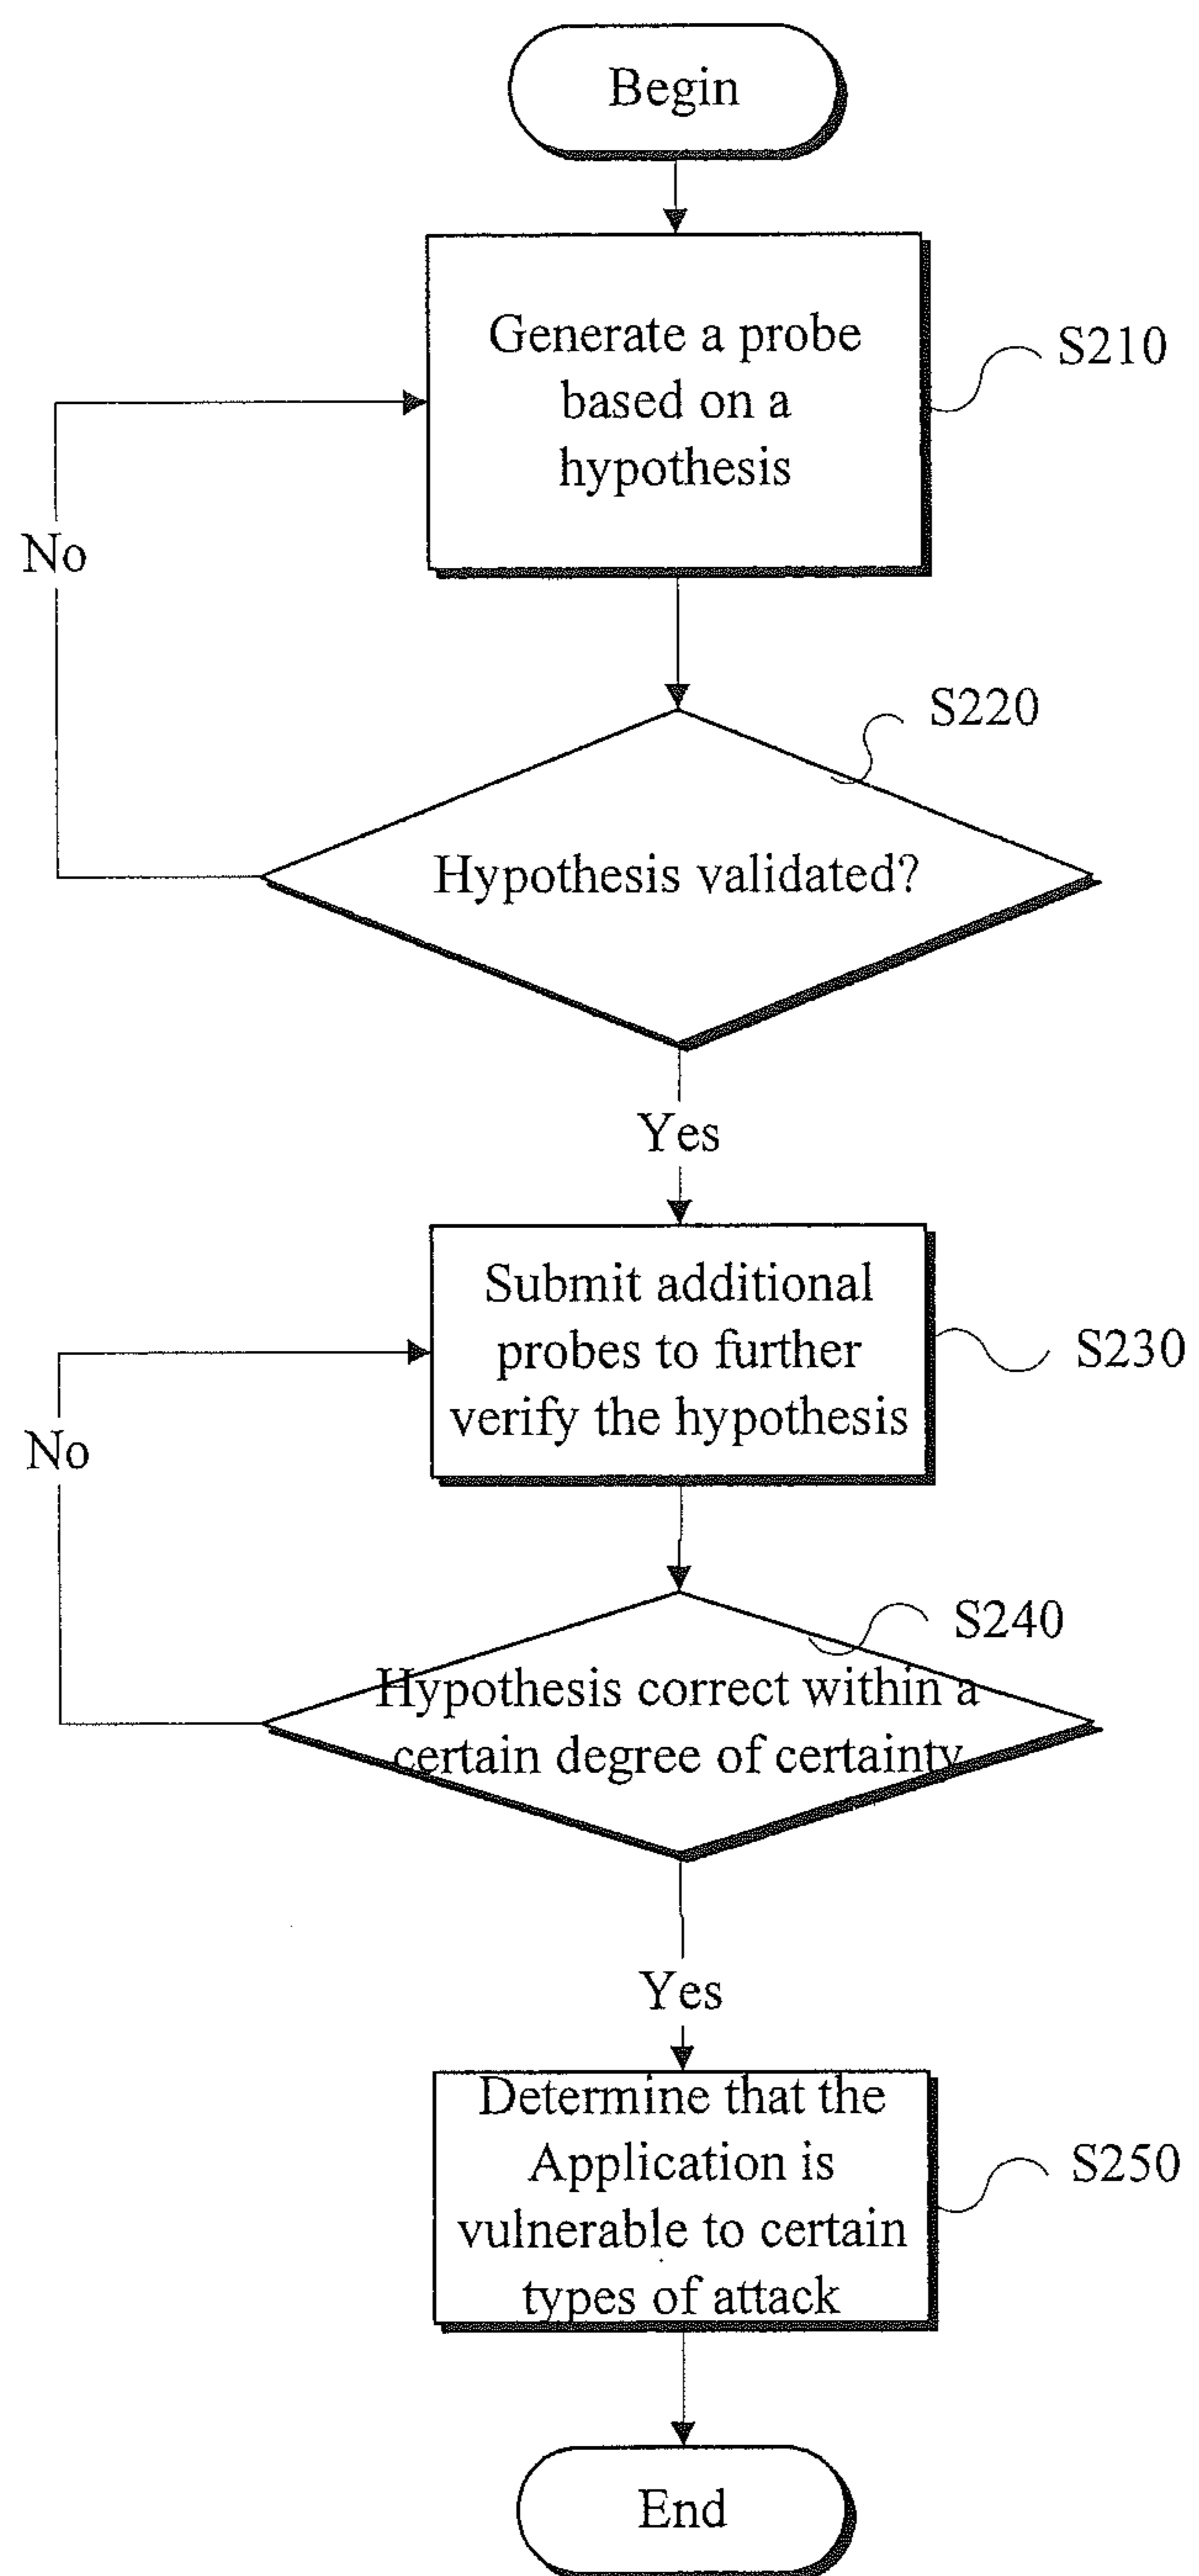 Begin
Generate a probe
based on a
hypothesis
S210
No
S220
Hypothesis validated?
Yes
Submit additional
probes to further
verify the hypothesis
S230
No
S240
Hypothesis correct within a
certain degree of certainty
Yes
Determine that the
Application is
vulnerable to certain
types of attack
S250
End